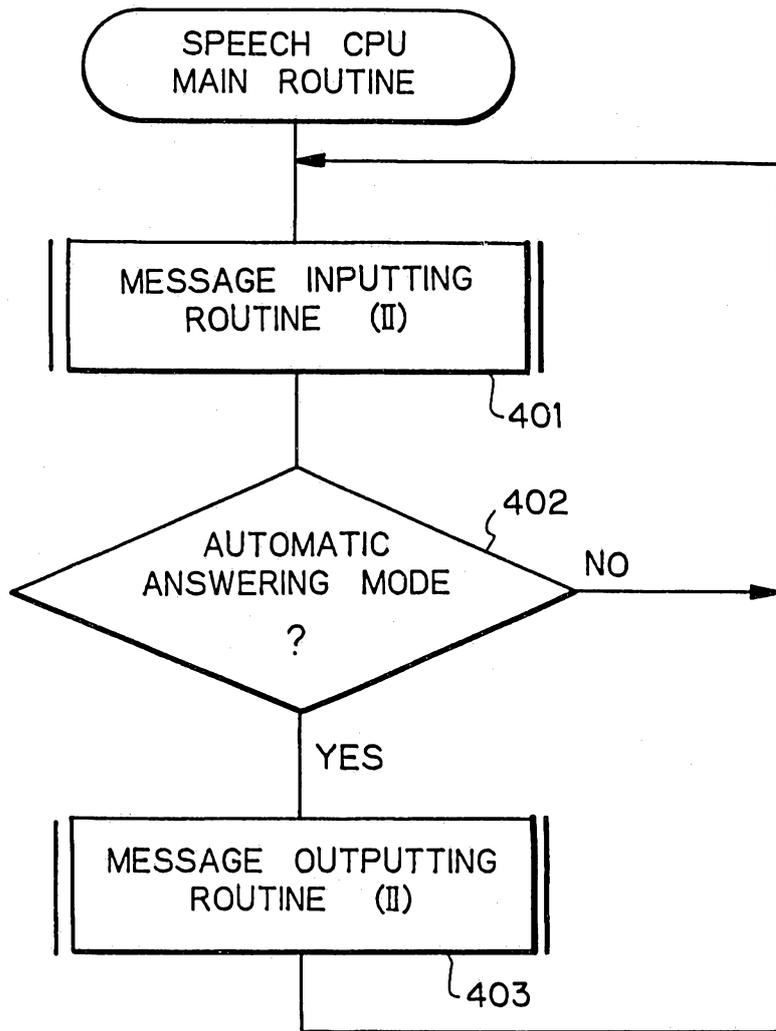 SPEECH CPU
MAIN ROUTINE
MESSAGE INPUTTING
ROUTINE (II)
401
402
AUTOMATIC
ANSWERING MODE
?
NO
YES
MESSAGE OUTPUTTING
ROUTINE (II)
403